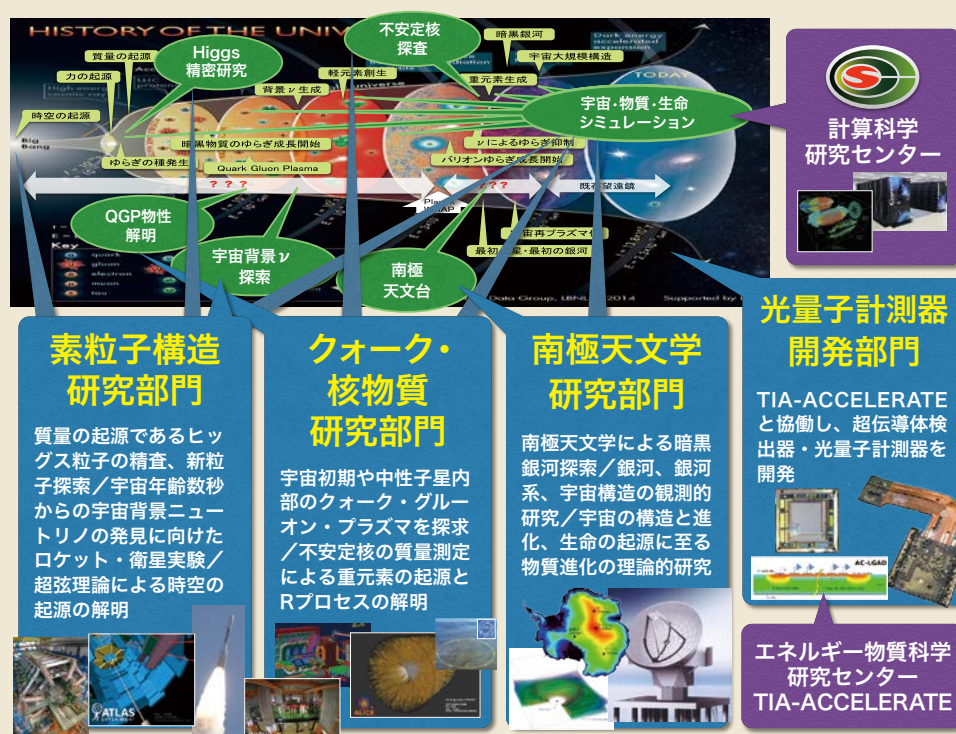 HISTORY OF THE UNIV
Dark energy
accelerated
expansion
TODAY
Big
Bang
時空の起源
力の起源
質量の起源
ゆらぎの種発生
Higgs
精密研究
暗黒物質のゆらぎ成長開始
Quark Gluon Plasma
背景ν生成
軽元素創生
不安定核
探査
暗黒銀河
宇宙大規模構造
重元素生成
宇宙・物質・生命
シミュレーション
νによるゆらぎ抑制
バリオンゆらぎ成長開始
? ? ?
???
既存望遠鏡
QGP物性
解明
宇宙背景ν
探索
南極
天文台
宇宙再プラズマ化
最初の星・最初の銀河
Key
quark
gluon
electron
muon
tau
Data Group, LBNL
2014
Supported by
計算科学
研究センター
素粒子構造
研究部門
質量の起源であるヒッ
グス粒子の精査、新粒
子探索／宇宙年齢数秒
からの宇宙背景ニュー
トリノの発見に向けた
ロケット・衛星実験／
超弦理論による時空の
起源の解明
ATLAS
クォーク・
核物質
研究部門
宇宙初期や中性子星内
部のクォーク・グルー
オン・プラズマを探求
／不安定核の質量測定
による重元素の起源と
Rプロセスの解明
ALICE
南極天文学
研究部門
南極天文学による暗黒
銀河探索／銀河、銀河
系、宇宙構造の観測的
研究／宇宙の構造と進
化、生命の起源に至る
物質進化の理論的研究
光量子計測器
開発部門
TIA-ACCELERATE
と協働し、超伝導体検
出器・光量子計測器を
開発
AC-LGAD
エネルギー物質科学
研究センター
TIA-ACCELERATE